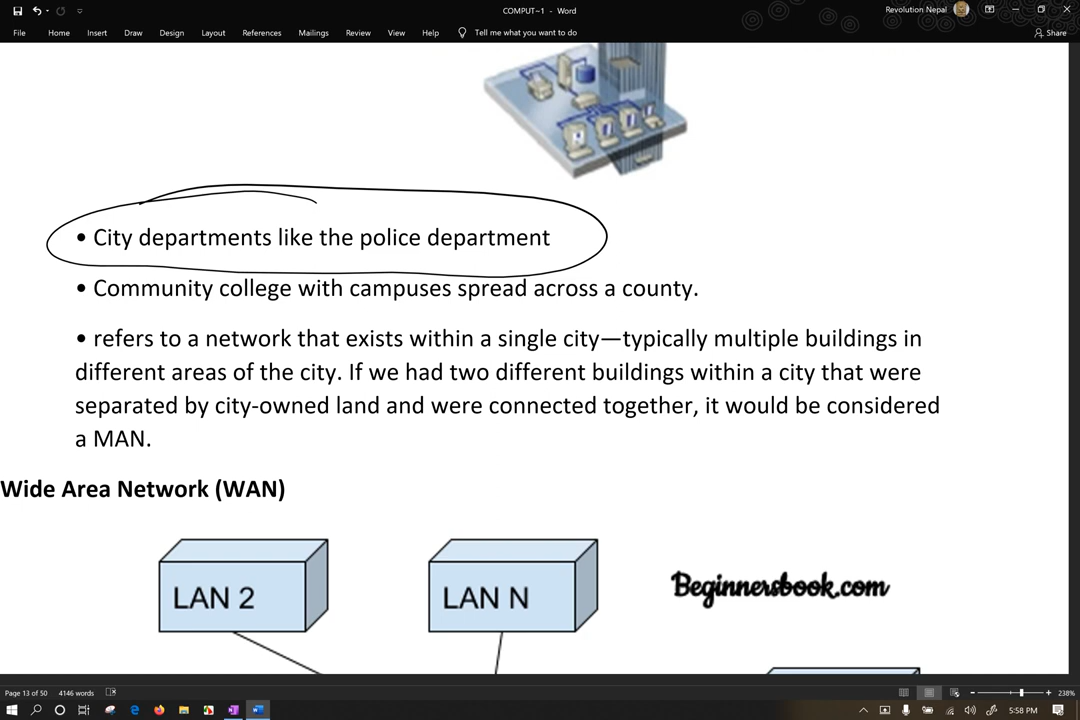 COMPUT~1 - Word
Revolution Nepal
File Home Insert Draw Design Layout References Mailings Review View Help Tell me what you want to do
Share
• City departments like the police department
• Community college with campuses spread across a county.
• refers to a network that exists within a single city—typically multiple buildings in
different areas of the city. If we had two different buildings within a city that were
separated by city-owned land and were connected together, it would be considered
a MAN.
Wide Area Network (WAN)
LAN 2
LAN N
Beginnersbook.com
Page 13 of 50 4146 words
238%
5:58 PM